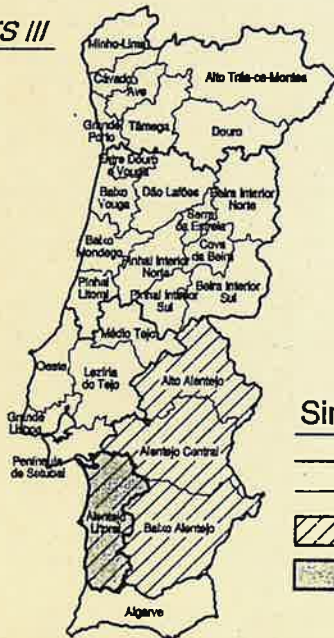 TS III
Minho-Lima
Alto Trás-os-Montes
Cávado
Ave
Grande
Porto
Tâmega
Douro
Entre Douro
e Vouga
Baixo
Vouga
Dão Lafões
Beira Interior
Norte
Serra
da Estrela
Cova
da Beira
Baixo
Mondego
Pinhal Interior
Norte
Pinhal
Litoral
Pinhal Interior
Sul
Beira Interior
Sul
Médio Tejo
Oeste
Lezíria
do Tejo
Alto Alentejo
Grande
Lisboa
Península
de Setúbal
Alentejo Central
Alentejo
Litoral
Baixo Alentejo
Algarve
Sin